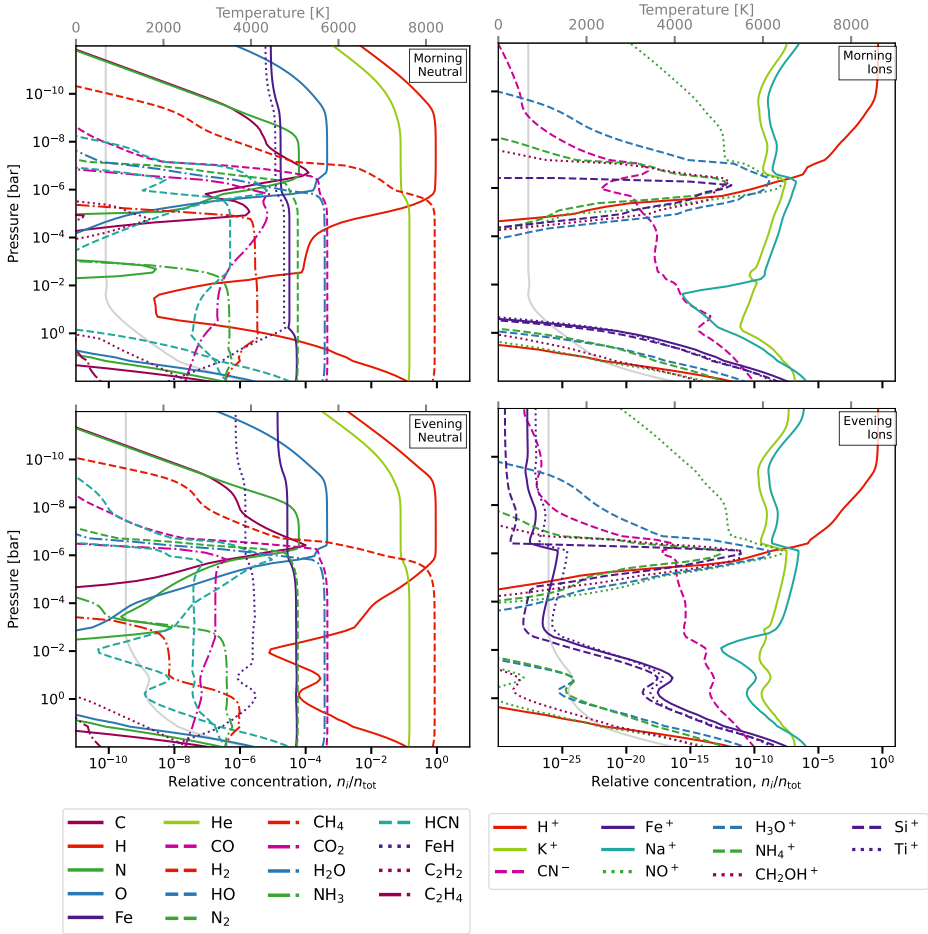 Temperature [K]
Temperature [K]
0 2000 4000 6000 8000
0 2000 4000 6000 8000
Morning
Neutral
Morning
Ions
Pressure [bar]
10⁻¹⁰
10⁻⁸
10⁻⁶
10⁻⁴
10⁻²
10⁰
Evening
Neutral
Evening
Ions
Pressure [bar]
10⁻¹⁰
10⁻⁸
10⁻⁶
10⁻⁴
10⁻²
10⁰
10⁻¹⁰ 10⁻⁸ 10⁻⁶ 10⁻⁴ 10⁻² 10⁰
10⁻²⁵ 10⁻²⁰ 10⁻¹⁵ 10⁻¹⁰ 10⁻⁵ 10⁰
Relative concentration, nᵢ/nₜₒₜ
Relative concentration, nᵢ/nₜₒₜ
C He CH₄ HCN
H CO CO₂ FeH
N H₂ H₂O C₂H₂
O HO NH₃ C₂H₄
Fe N₂
H⁺ Fe⁺ H₃O⁺ Si⁺
K⁺ Na⁺ NH₄⁺ Ti⁺
CN⁻ NO⁺ CH₂OH⁺